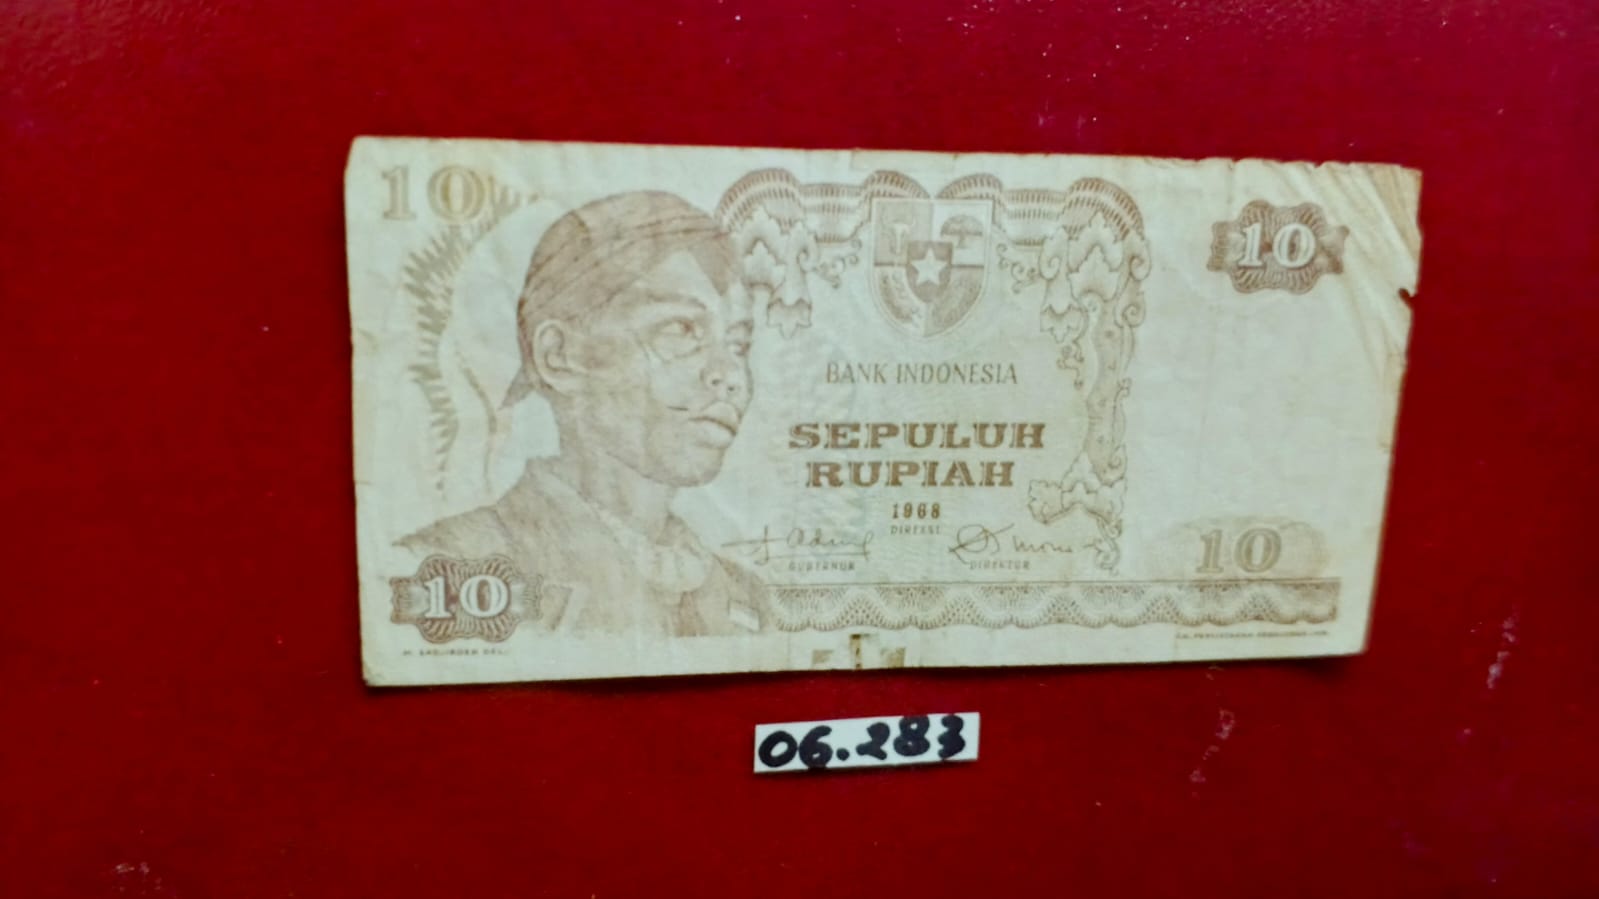 10
10
BANK INDONESIA
SEPULUH
RUPIAH
1968
DIREKSI
GUBERNUR
DIREKTUR
10
10
06.283